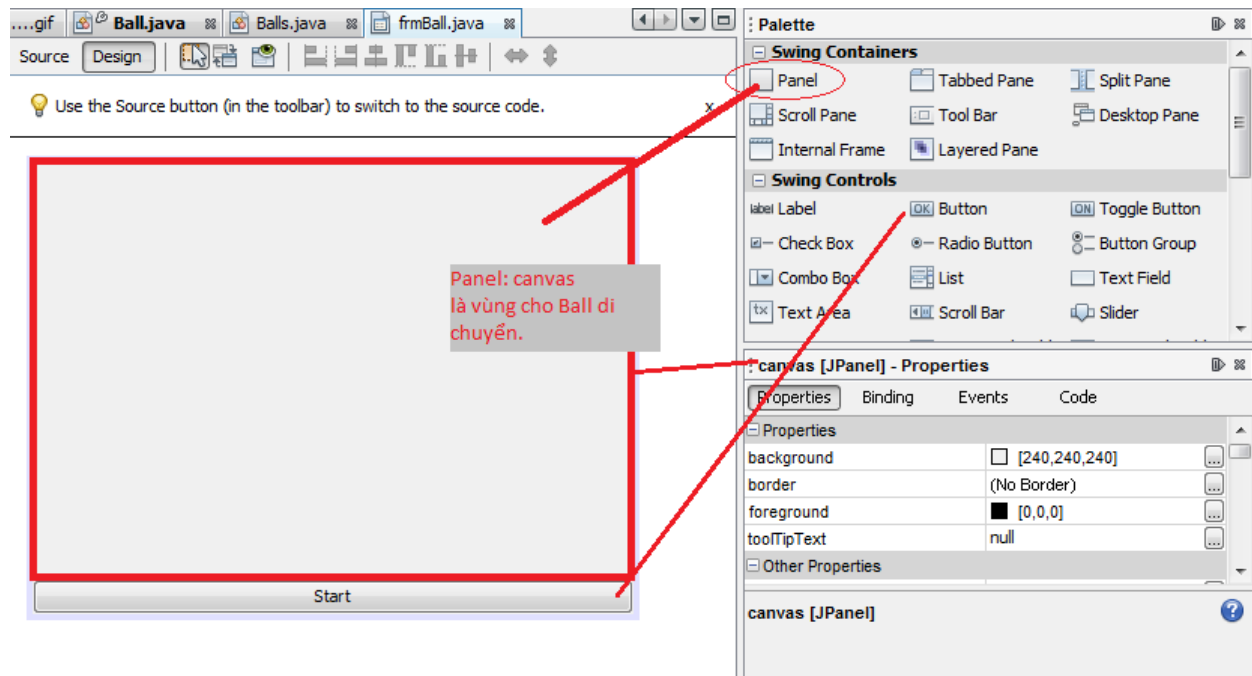 ....gif Ball.java Balls.java frmBall.java
Source Design
Use the Source button (in the toolbar) to switch to the source code. x
Panel: canvas
là vùng cho Ball di
chuyển.
Start
Palette
Swing Containers
Panel Tabbed Pane Split Pane
Scroll Pane Tool Bar Desktop Pane
Internal Frame Layered Pane
Swing Controls
label Label OK Button ON Toggle Button
Check Box Radio Button Button Group
Combo Box List Text Field
tx Text Area Scroll Bar Slider
canvas [JPanel] - Properties
Properties Binding Events Code
Properties
background [240,240,240] ...
border (No Border) ...
foreground [0,0,0] ...
toolTipText null ...
Other Properties
canvas [JPanel] ?